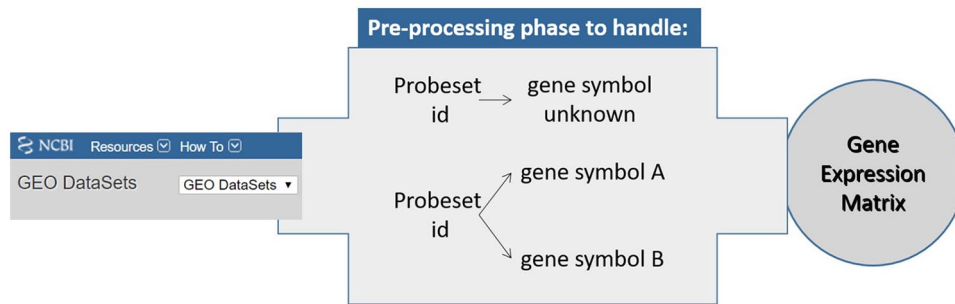 Pre-processing phase to handle:
Probeset
id
gene symbol
unknown
NCBI Resources How To
GEO DataSets GEO DataSets
Probeset
id
gene symbol A
gene symbol B
Gene
Expression
Matrix